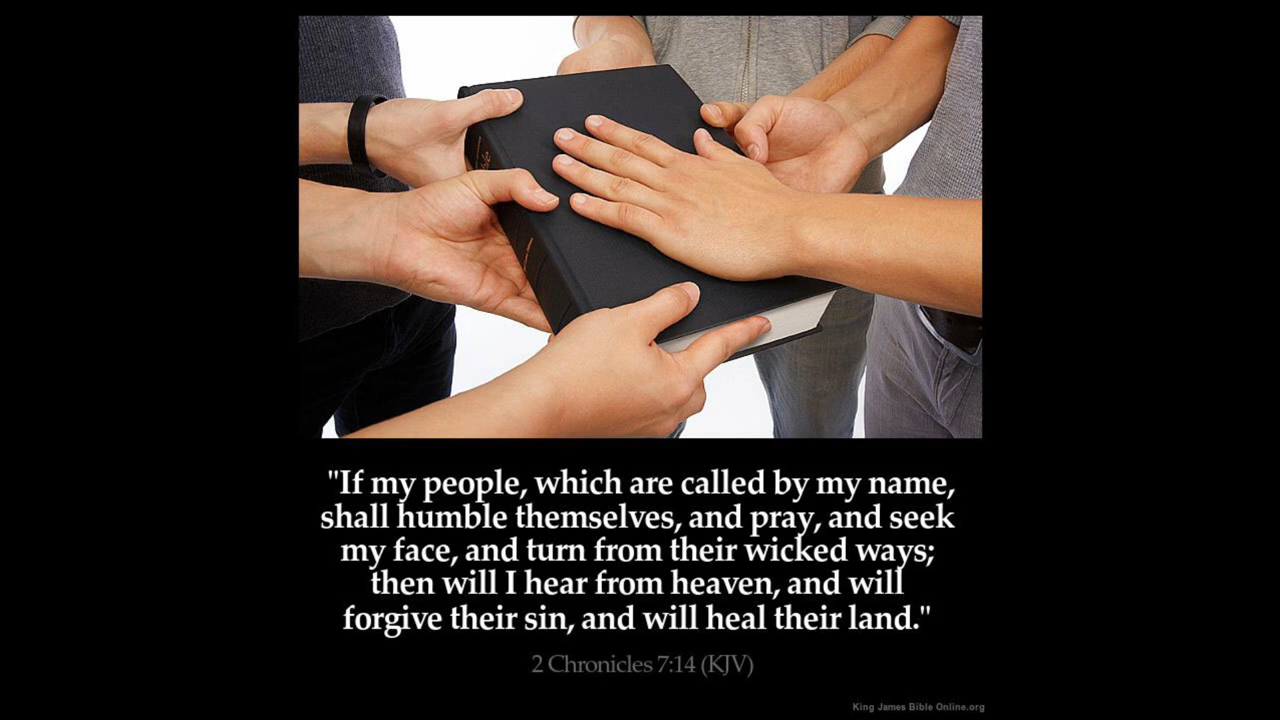 "If my people, which are called by my name,
shall humble themselves, and pray, and seek
my face, and turn from their wicked ways;
then will I hear from heaven, and will
forgive their sin, and will heal their land."
2 Chronicles 7:14 (KJV)
King James Bible Online.org